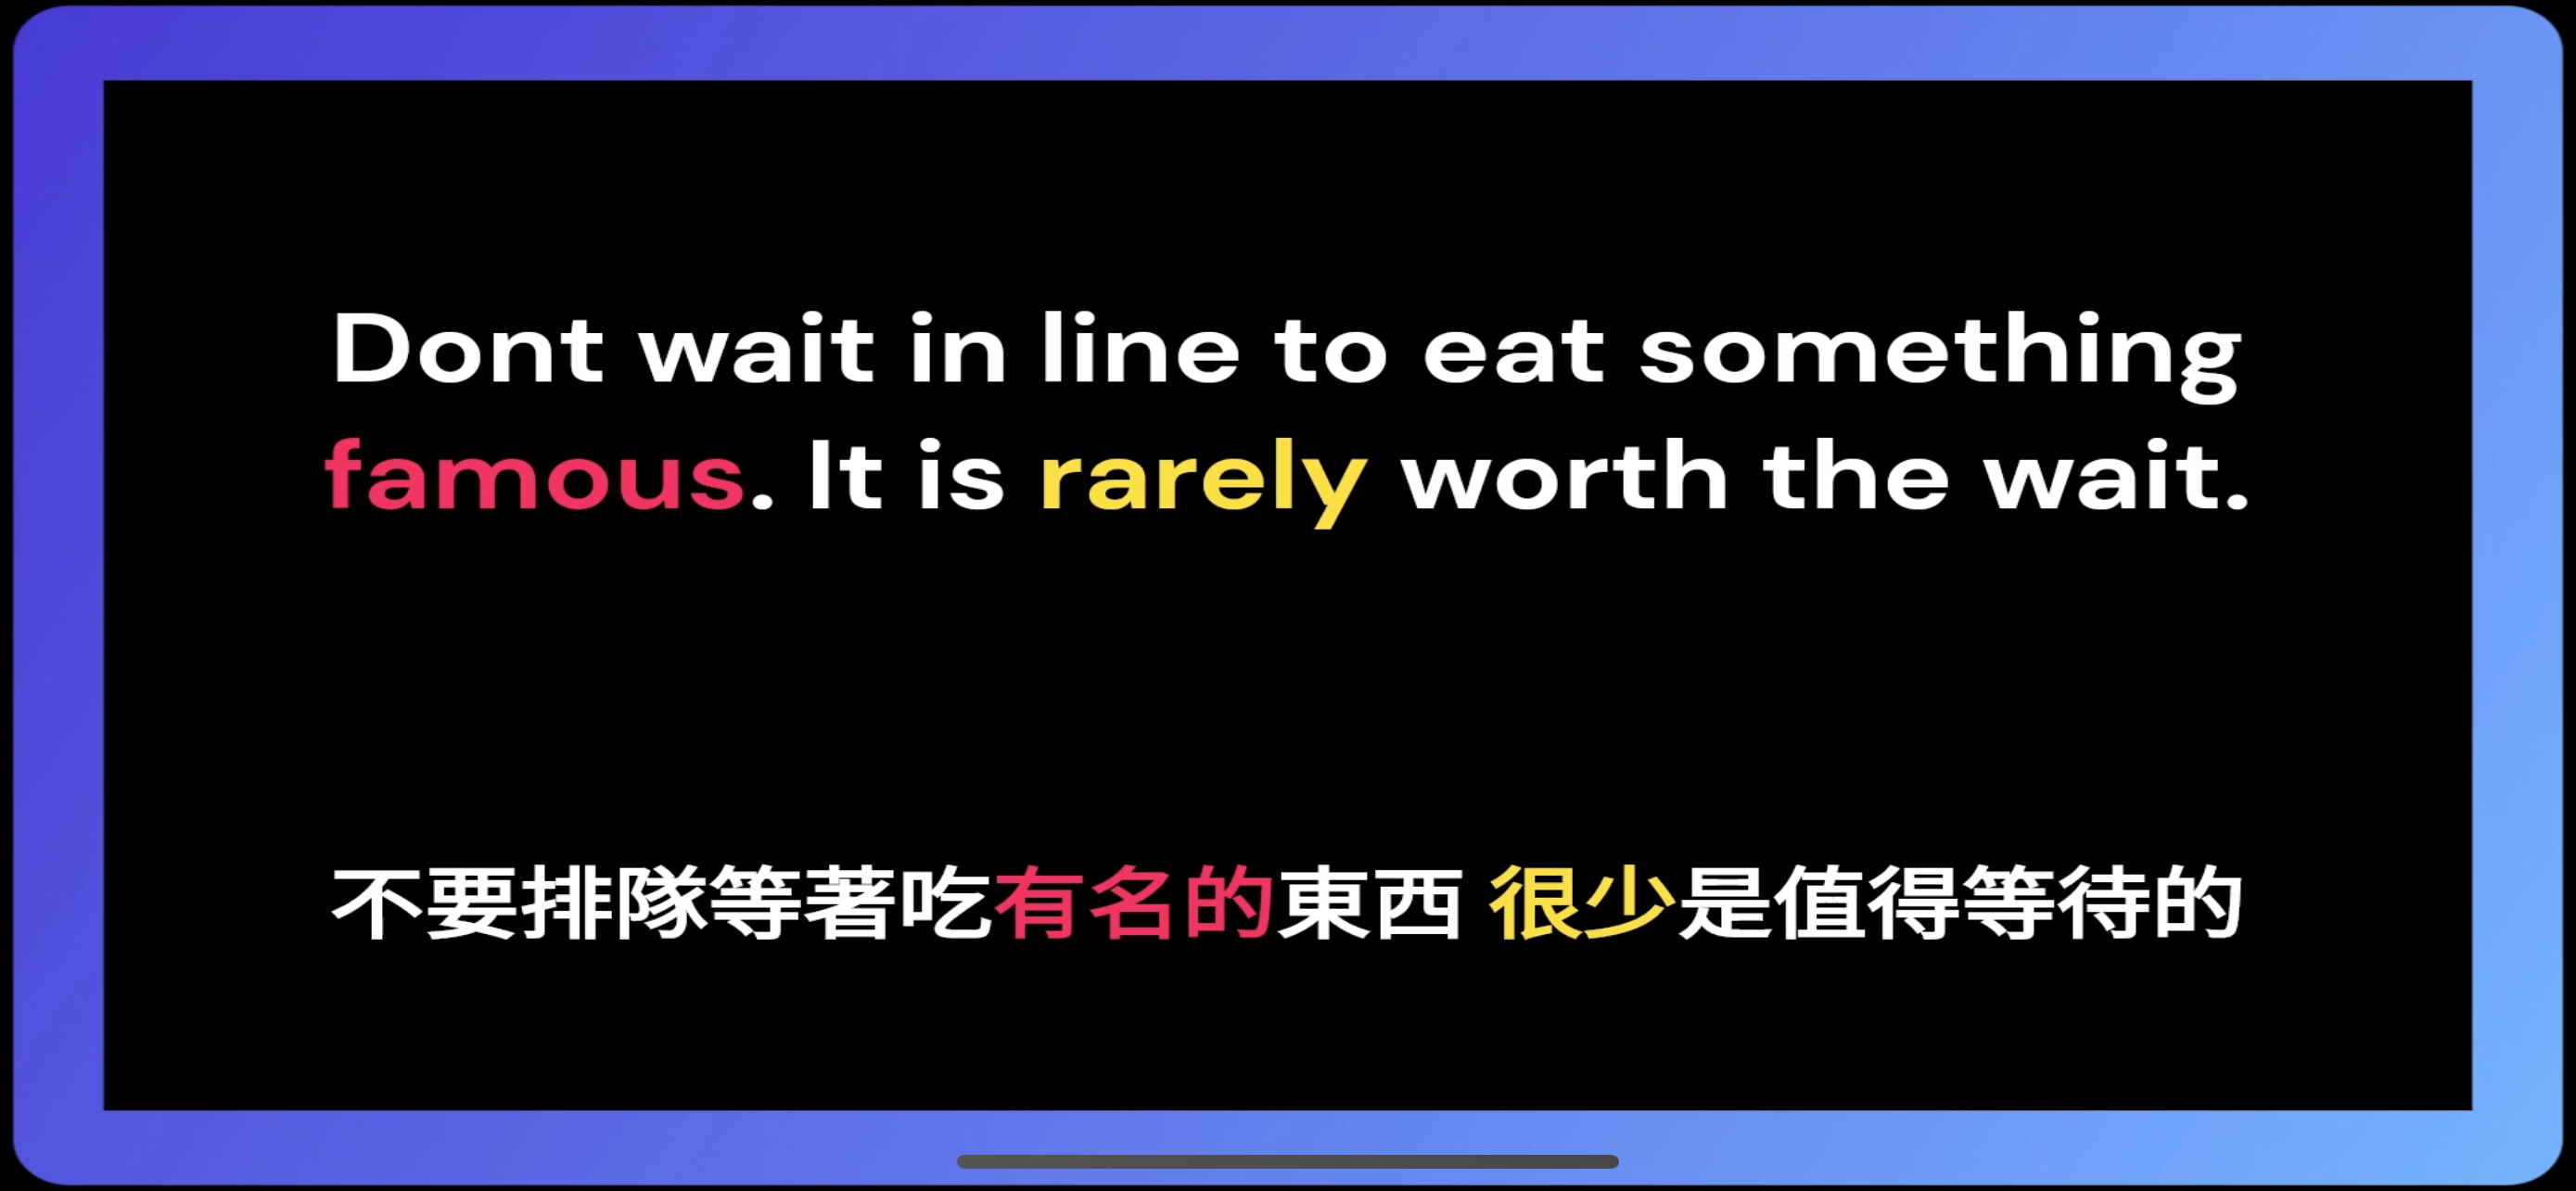 Dont wait in line to eat something
famous. It is rarely worth the wait.
不要排隊等著吃有名的東西 很少是值得等待的